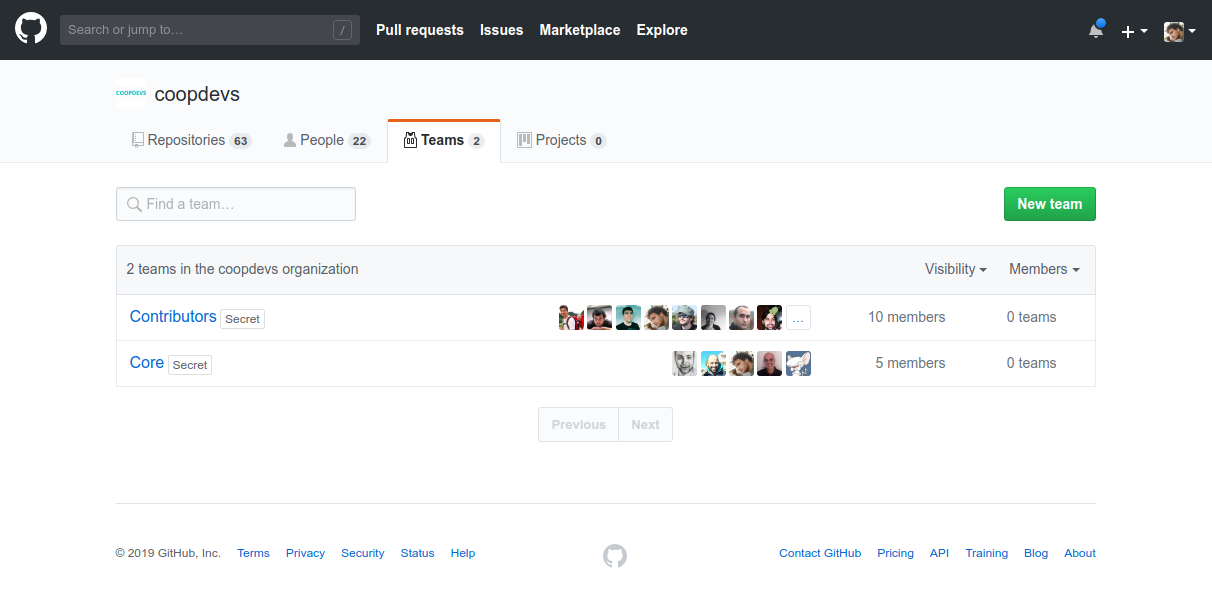 Search or jump to… / Pull requests Issues Marketplace Explore
COOPDEVS coopdevs
Repositories 63 People 22 Teams 2 Projects 0
Find a team… New team
2 teams in the coopdevs organization Visibility Members
Contributors Secret … 10 members 0 teams
Core Secret 5 members 0 teams
Previous Next
© 2019 GitHub, Inc. Terms Privacy Security Status Help Contact GitHub Pricing API Training Blog About